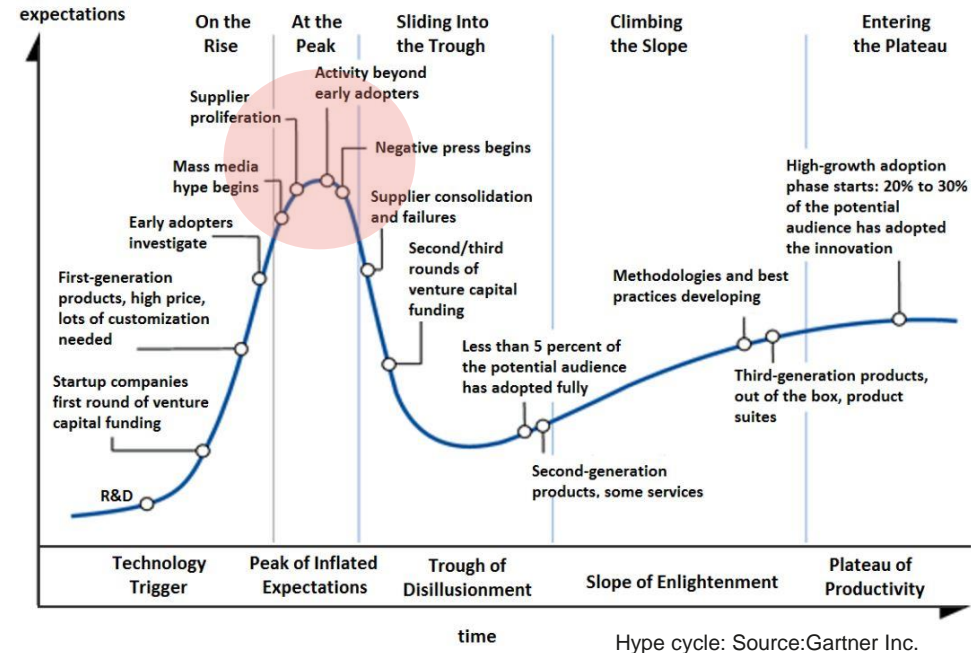 expectations
On the
Rise
At the
Peak
Sliding Into
the Trough
Climbing
the Slope
Entering
the Plateau
Activity beyond
early adopters
Supplier
proliferation
Negative press begins
Mass media
hype begins
High-growth adoption
phase starts: 20% to 30%
of the potential
audience has adopted
the innovation
Supplier consolidation
and failures
Early adopters
investigate
Second/third
rounds of
venture capital
funding
Methodologies and best
practices developing
First-generation
products, high price,
lots of customization
needed
Less than 5 percent of
the potential audience
has adopted fully
Third-generation products,
out of the box, product
suites
Startup companies
first round of venture
capital funding
Second-generation
products, some services
R&D
Technology
Trigger
Peak of Inflated
Expectations
Trough of
Disillusionment
Slope of Enlightenment
Plateau of
Productivity
time
Hype cycle: Source:Gartner Inc.